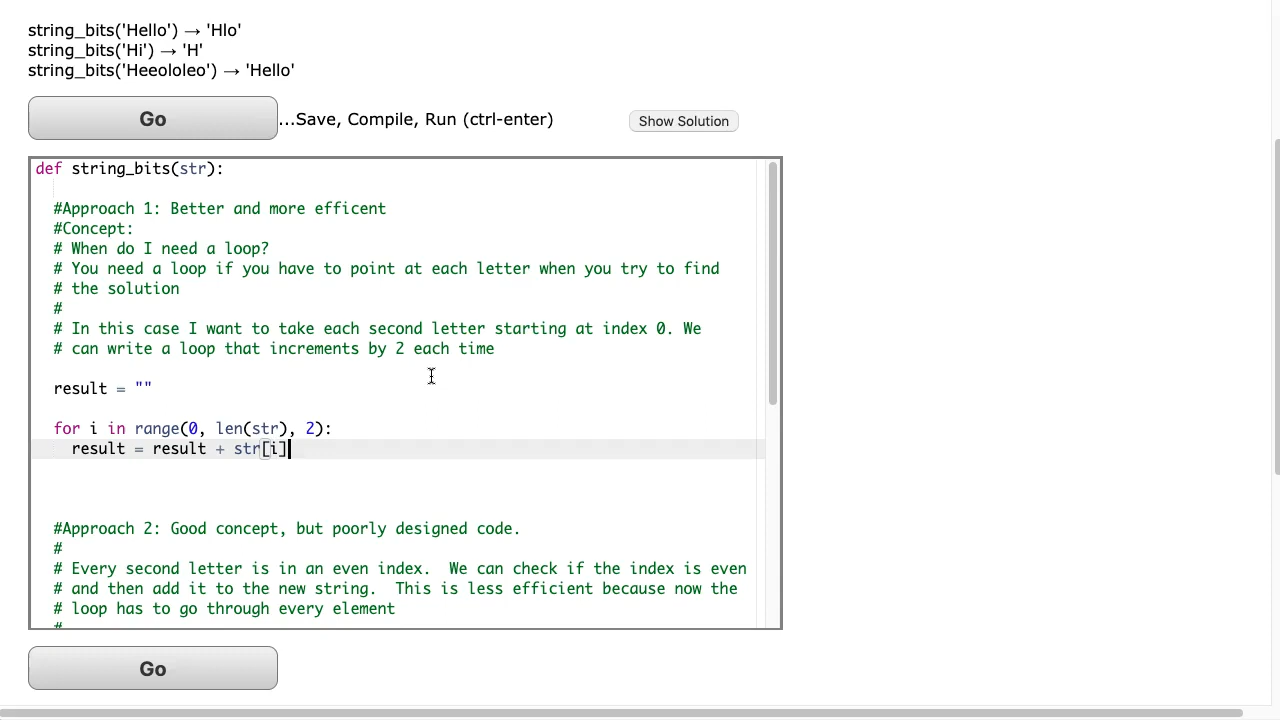 string_bits('Hello') → 'Hlo'
string_bits('Hi') → 'H'
string_bits('Heeololeo') → 'Hello'
Go
...Save, Compile, Run (ctrl-enter)
Show Solution
def string_bits(str):
#Approach 1: Better and more efficent
#Concept:
# When do I need a loop?
# You need a loop if you have to point at each letter when you try to find
# the solution
#
# In this case I want to take each second letter starting at index 0. We
# can write a loop that increments by 2 each time
result = ""
for i in range(0, len(str), 2):
result = result + str[i]
#Approach 2: Good concept, but poorly designed code.
#
# Every second letter is in an even index.  We can check if the index is even
# and then add it to the new string.  This is less efficient because now the
# loop has to go through every element
#
Go